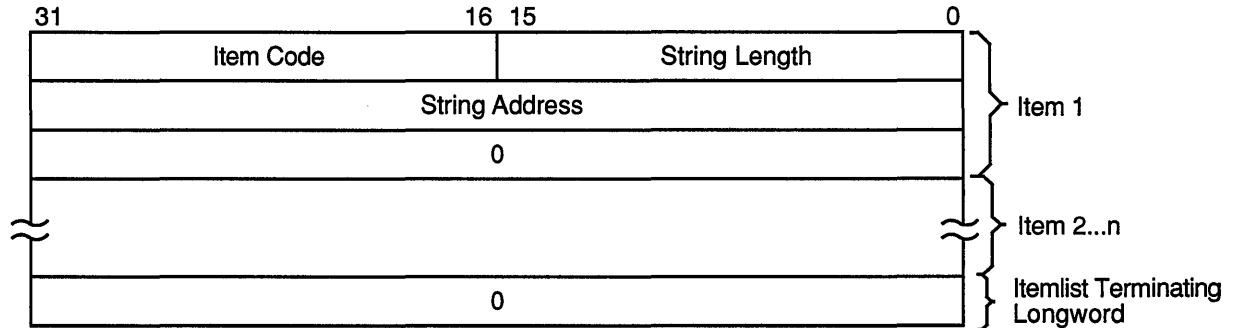 31 16 15 0
Item Code String Length
String Address
Item 1
0
Item 2...n
0
Itemlist Terminating
Longword